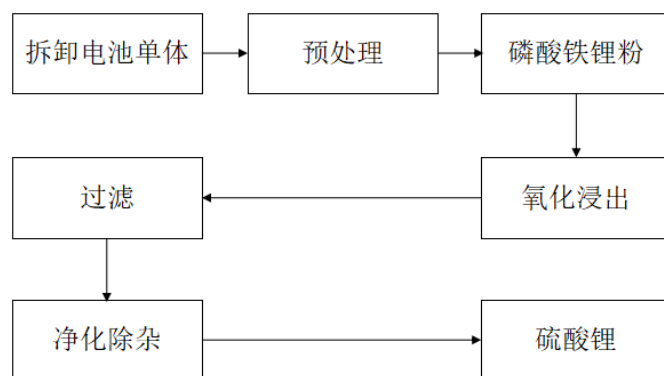 拆卸电池单体
预处理
磷酸铁锂粉
氧化浸出
过滤
净化除杂
硫酸锂